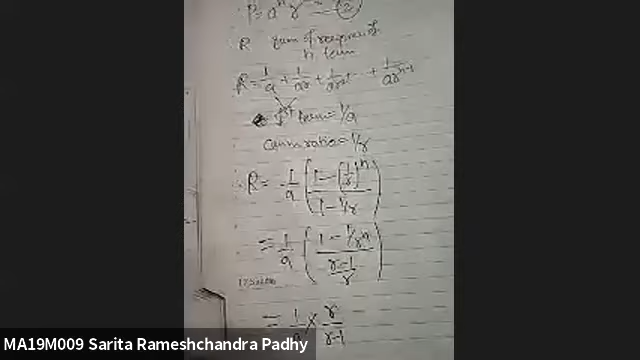 P = a^n r
R sum of reciprocal of
n term
R = 1/a + 1/ar + 1/ar² + 1/ar^(n-1)
1st term = 1/a
Comm ratio = 1/r
R = 1/a ( (1 - (1/r)^n) / (1 - 1/r) )
= 1/a ( (1 - 1/r^n) / ((r-1)/r) )
= 1/a × r/(r-1)
MA19M009 Sarita Rameshchandra Padhy